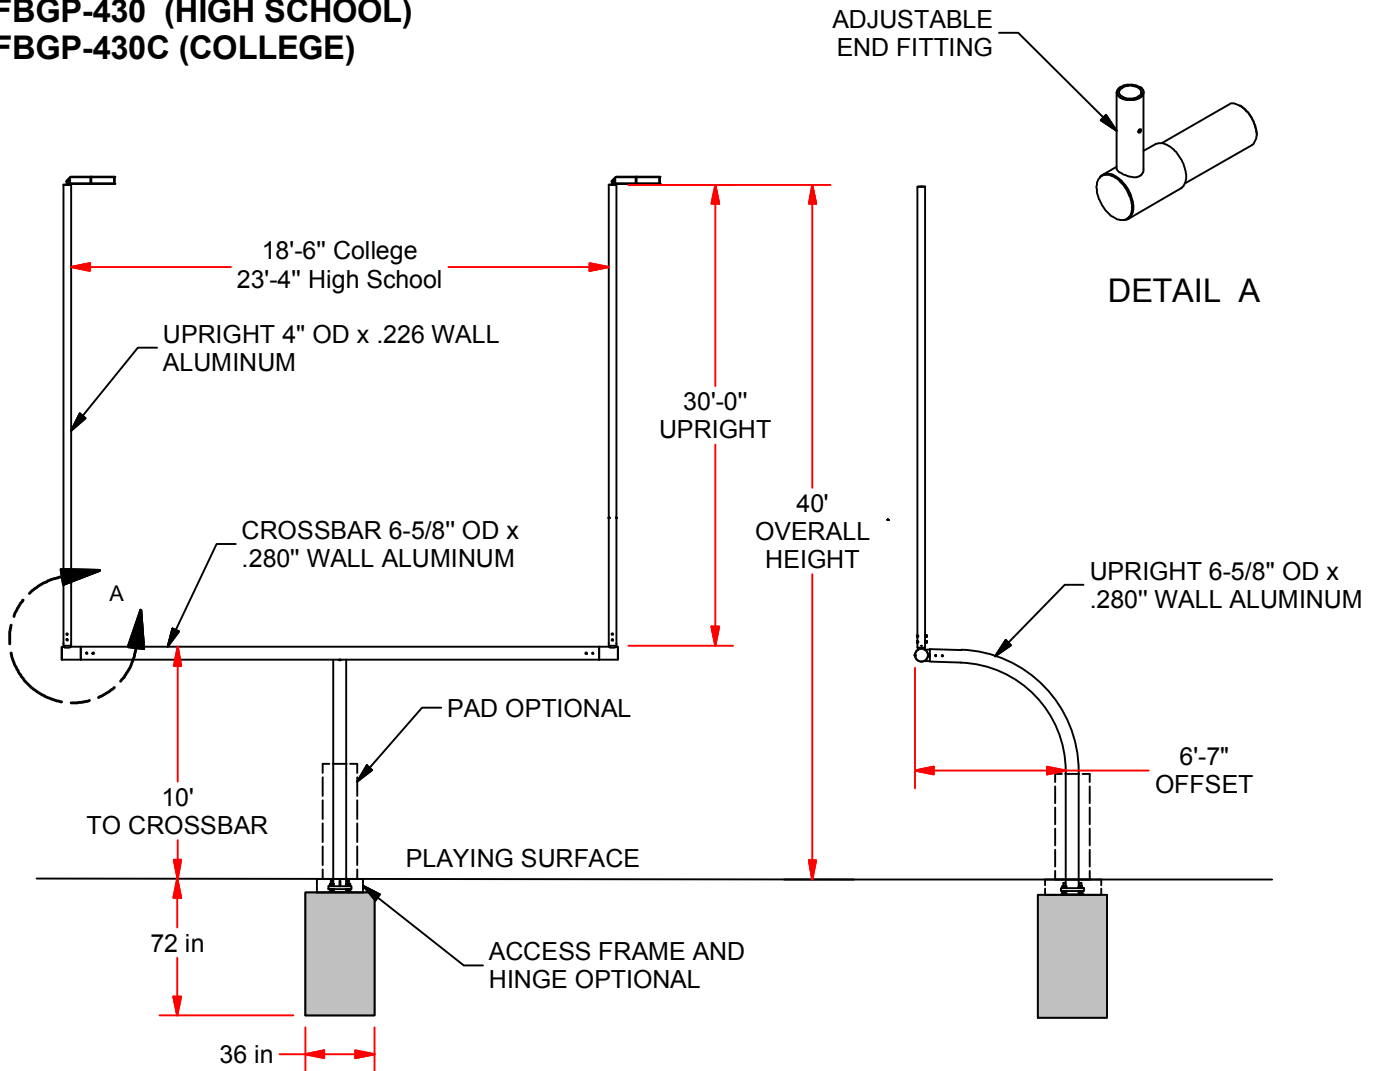 FBGP-430 (HIGH SCHOOL)
FBGP-430C (COLLEGE)
ADJUSTABLE
END FITTING
DETAIL A
18'-6" College
23'-4" High School
UPRIGHT 4" OD x .226 WALL
ALUMINUM
30'-0"
UPRIGHT
40'
OVERALL
HEIGHT
CROSSBAR 6-5/8" OD x
.280" WALL ALUMINUM
A
UPRIGHT 6-5/8" OD x
.280" WALL ALUMINUM
PAD OPTIONAL
6'-7"
OFFSET
10'
TO CROSSBAR
PLAYING SURFACE
72 in
ACCESS FRAME AND
HINGE OPTIONAL
36 in